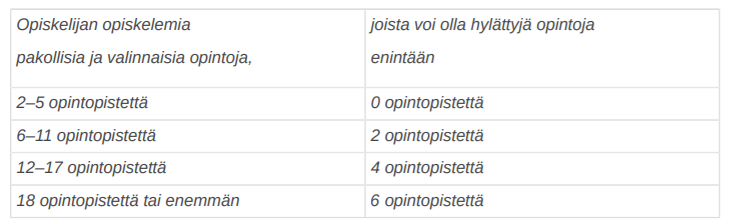 Opiskelijan opiskelemia
pakollisia ja valinnaisia opintoja,
joista voi olla hylättyjä opintoja
enintään
2–5 opintopistettä
0 opintopistettä
6–11 opintopistettä
2 opintopistettä
12–17 opintopistettä
4 opintopistettä
18 opintopistettä tai enemmän
6 opintopistettä